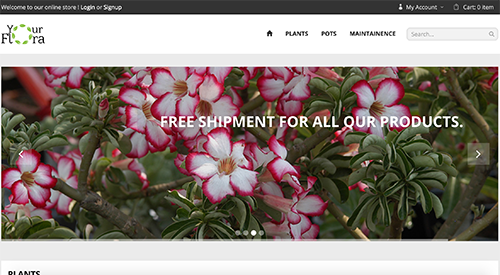 Welcome to our online store ! Login or Signup
My Account
Cart: 0 Item
Your
Flora
PLANTS
POTS
MAINTAINENCE
Search...
FREE SHIPMENT FOR ALL OUR PRODUCTS.
PLANTS